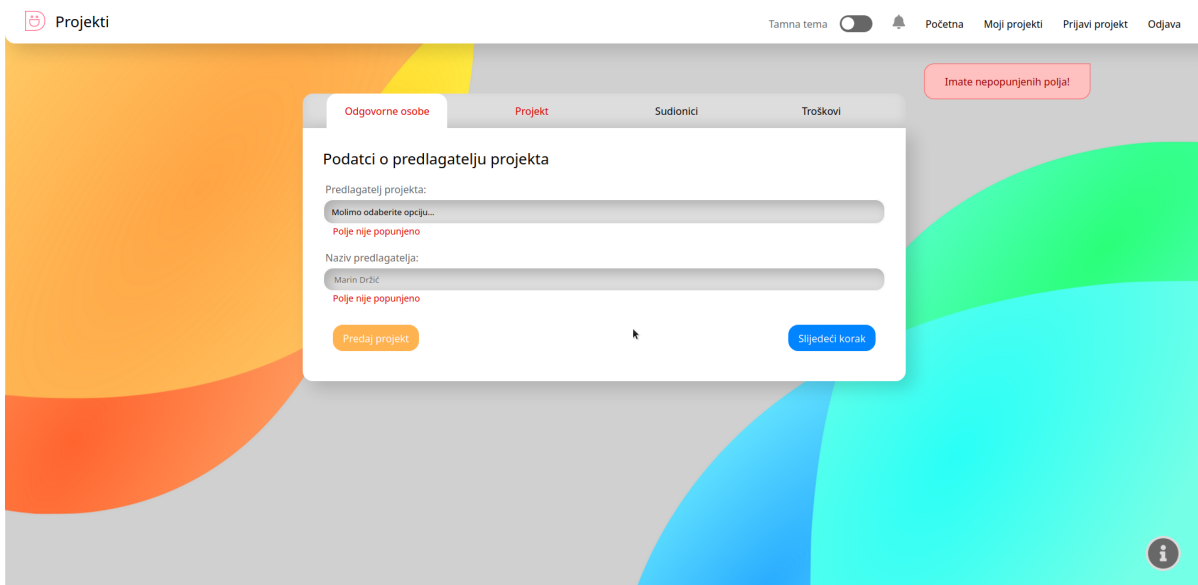 Projekti
Tamna tema
Početna
Moji projekti
Prijavi projekt
Odjava
Imate nepopunjenih polja!
Odgovorne osobe
Projekt
Sudionici
Troškovi
Podatci o predlagatelju projekta
Predlagatelj projekta:
Molimo odaberite opciju...
Polje nije popunjeno
Naziv predlagatelja:
Marin Držić
Polje nije popunjeno
Predaj projekt
Slijedeći korak